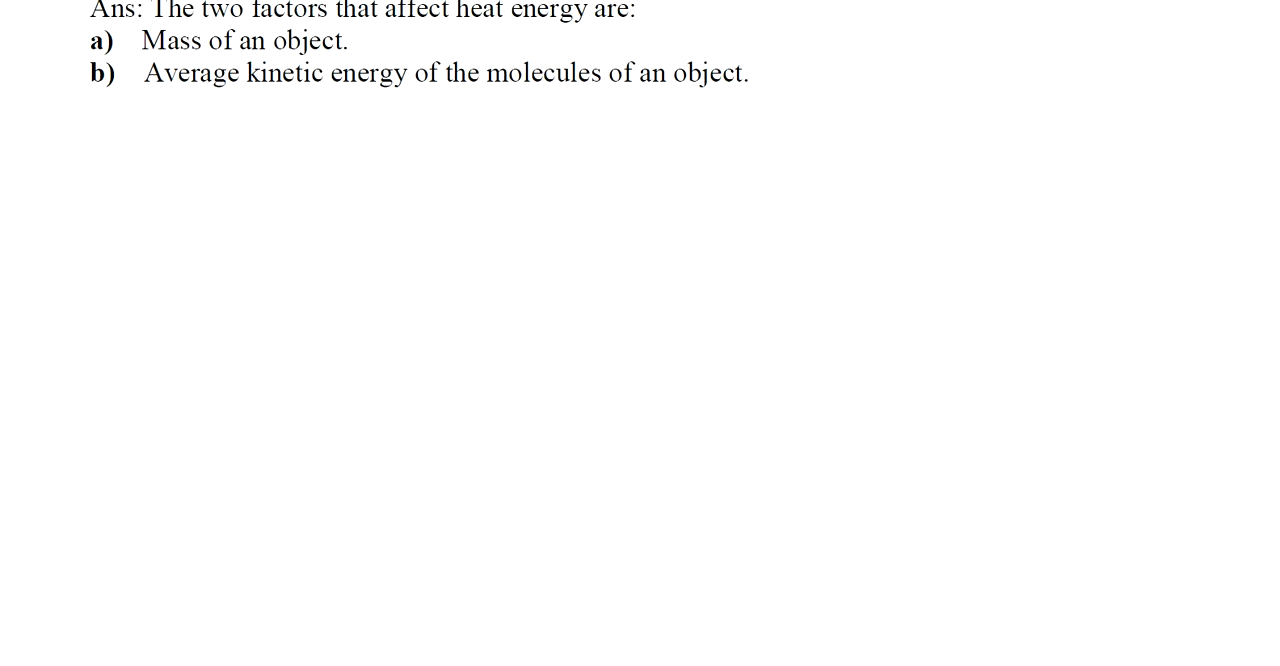 Ans: The two factors that affect heat energy are:
a) Mass of an object.
b) Average kinetic energy of the molecules of an object.